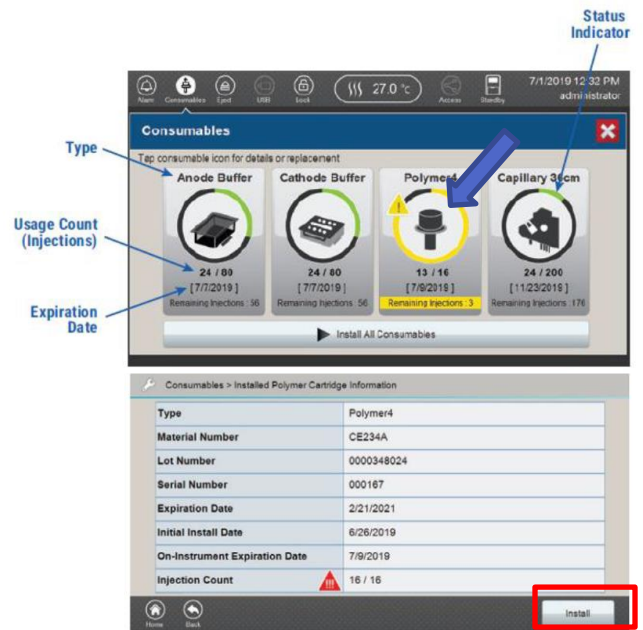 Status
Indicator
Alarm Consumables Eject USB Lock 27.0 °c Access Standby 7/1/2019 12:32 PM
administrator
Consumables
Type
Tap consumable icon for details or replacement
Anode Buffer Cathode Buffer Polymer4 Capillary 36cm
Usage Count
(Injections)
24 / 80 24 / 80 13 / 16 24 / 200
[ 7/7/2019 ] [ 7/7/2019 ] [ 7/9/2019 ] [ 11/23/2019 ]
Remaining Injections : 56 Remaining Injections : 56 Remaining Injections : 3 Remaining Injections : 176
Expiration
Date
Install All Consumables
Consumables > Installed Polymer Cartridge Information
Type Polymer4
Material Number CE234A
Lot Number 0000348024
Serial Number 000167
Expiration Date 2/21/2021
Initial Install Date 6/26/2019
On-Instrument Expiration Date 7/9/2019
Injection Count !!! 16 / 16
Home Back Install